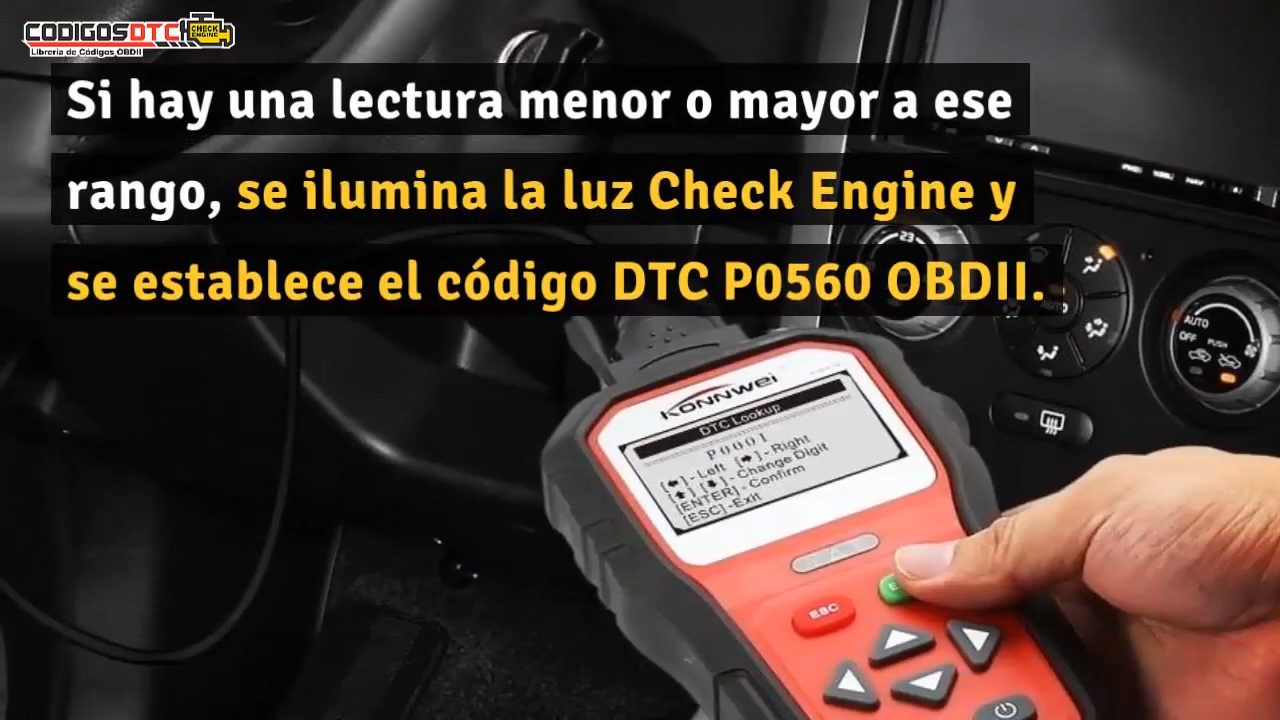 CODIGOSDTC
CHECK
ENGINE
Librería de Códigos OBDII
Si hay una lectura menor o mayor a ese
rango, se ilumina la luz Check Engine y
se establece el código DTC P0560 OBDII.
23
AUTO
OFF
PUSH
KONNWEI
DTC Lookup
P0001
[←]- Left [→]- Right
[↑] [↓]- Change Digit
[ENTER]- Confirm
[ESC]-Exit
ESC